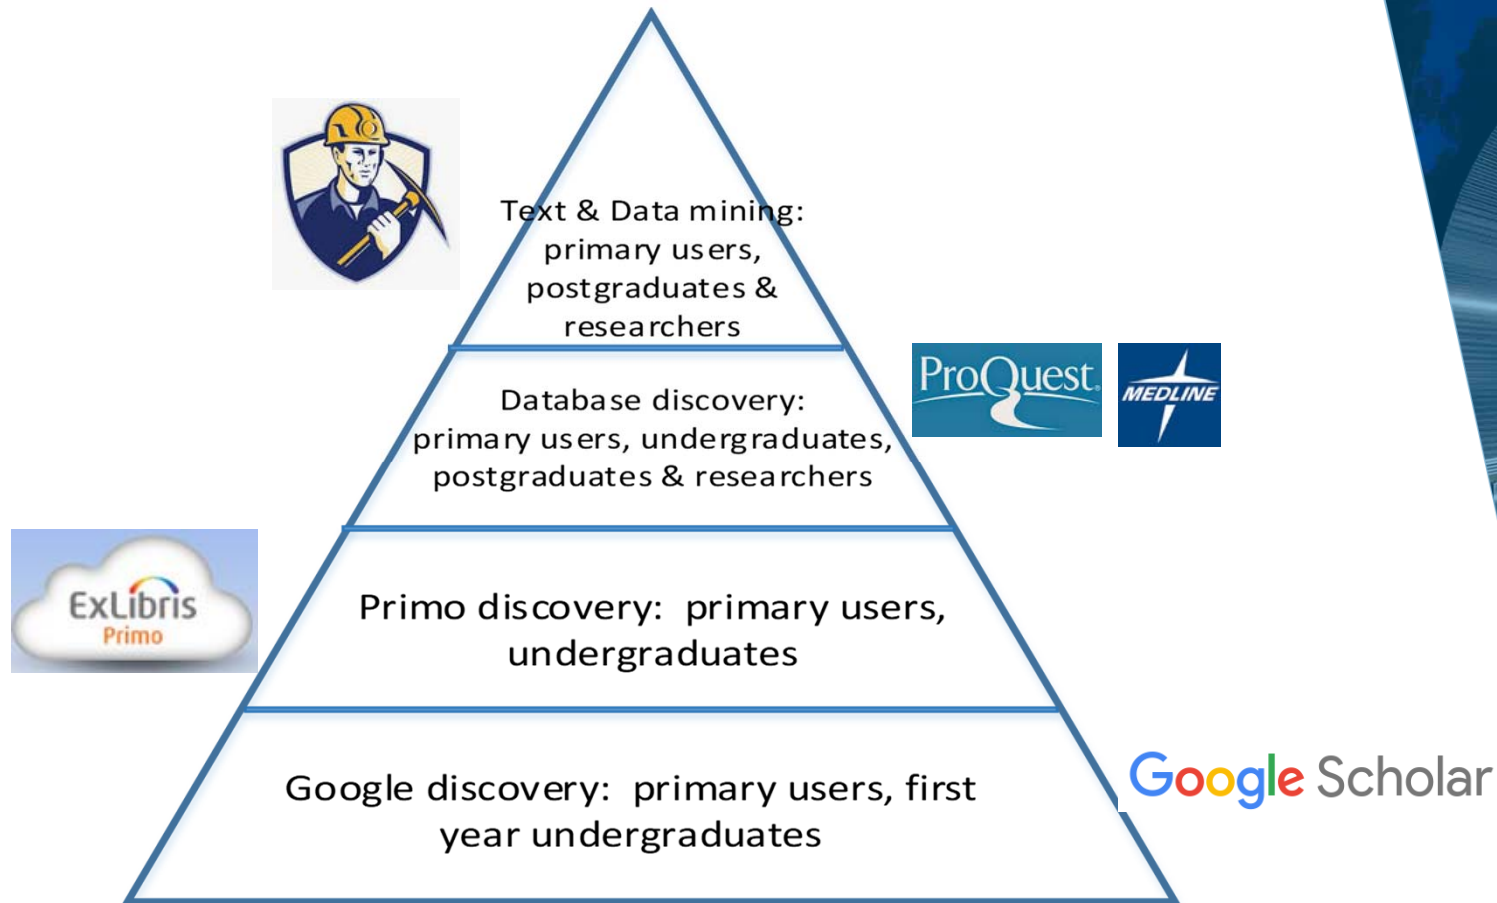 Text & Data mining:
primary users,
postgraduates &
researchers
ProQuest
MEDLINE
Database discovery:
primary users, undergraduates,
postgraduates & researchers
ExLibris
Primo
Primo discovery: primary users,
undergraduates
Google Scholar
Google discovery: primary users, first
year undergraduates